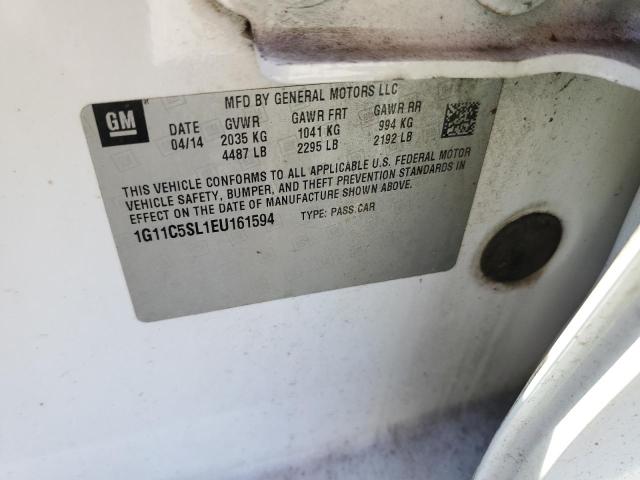 MFD BY GENERAL MOTORS LLC
GM
DATE GVWR GAWR FRT GAWR RR
04/14 2035 KG 1041 KG 994 KG
4487 LB 2295 LB 2192 LB
THIS VEHICLE CONFORMS TO ALL APPLICABLE U.S. FEDERAL MOTOR
VEHICLE SAFETY, BUMPER, AND THEFT PREVENTION STANDARDS IN
EFFECT ON THE DATE OF MANUFACTURE SHOWN ABOVE.
1G11C5SL1EU161594 TYPE: PASS CAR